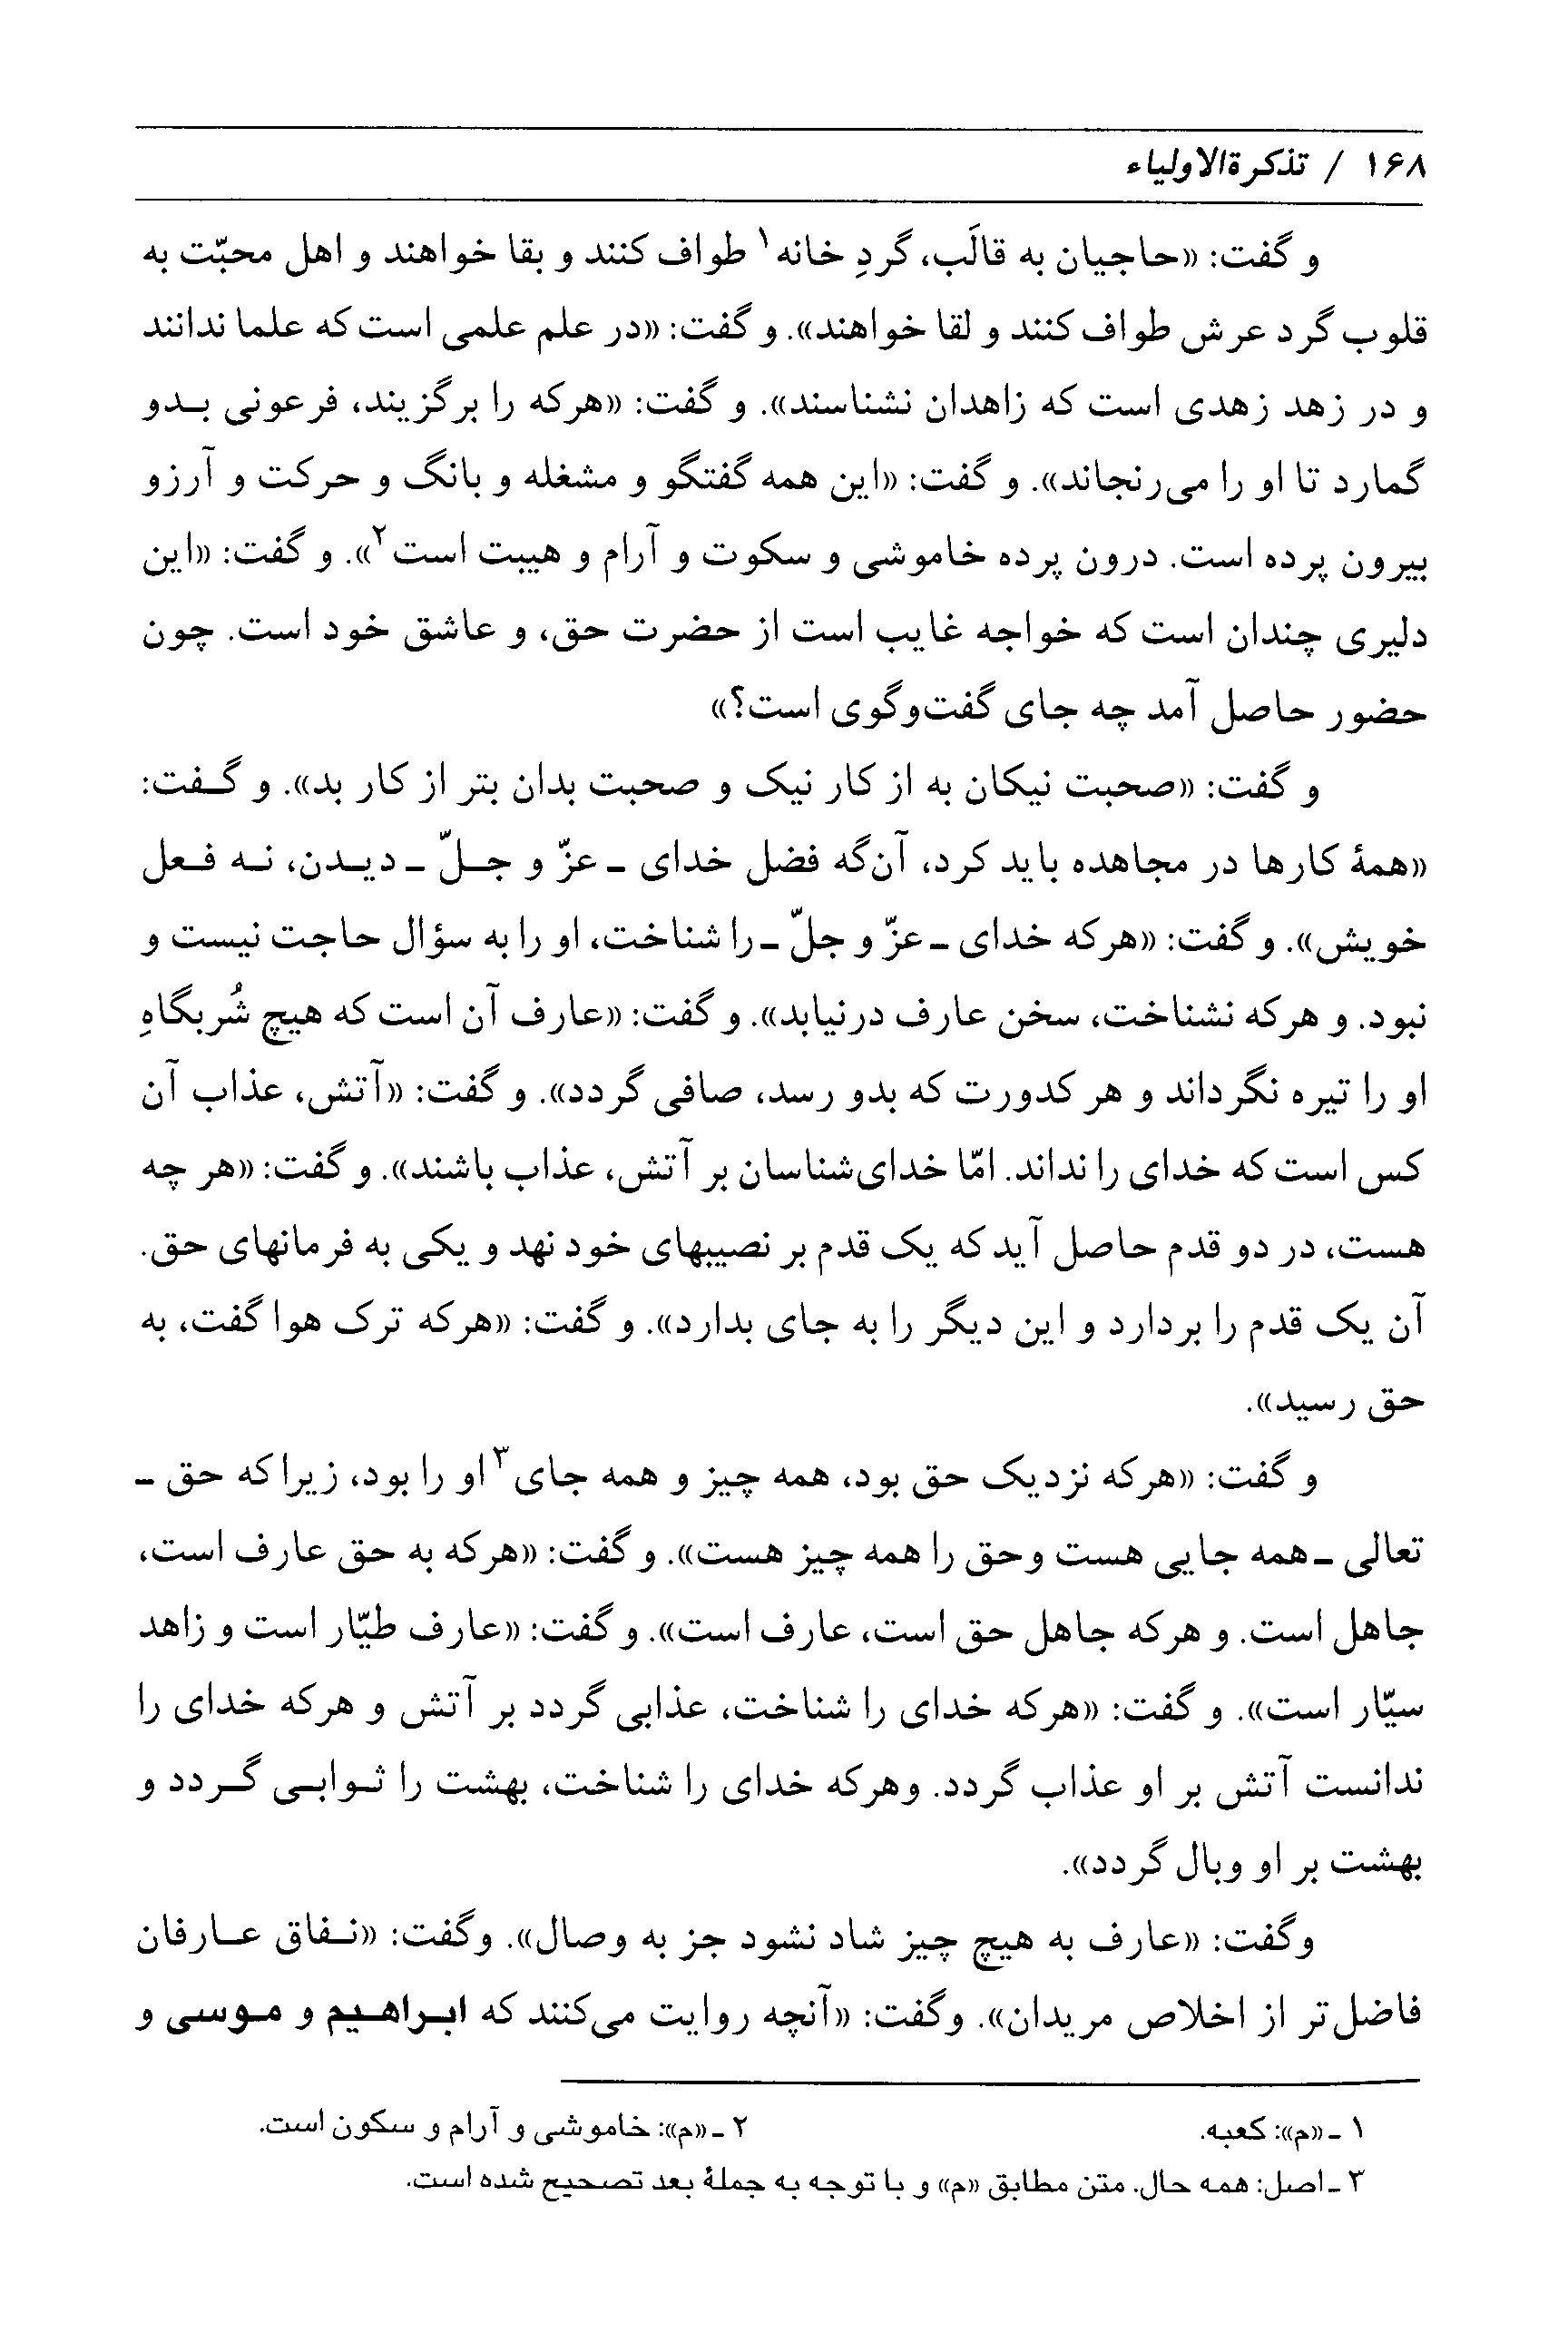 ۱۶۸ / تذکرةالاولیاء
و گفت: «حاجیان به قالَب، گردِ خانه۱ طواف کنند و بقا خواهند و اهل محبّت به
قلوب گرد عرش طواف کنند و لقا خواهند». و گفت: «در علم علمی است که علما ندانند
و در زهد زهدی است که زاهدان نشناسند». و گفت: «هرکه را برگزیند، فرعونی بدو
گمارد تا او را می‌رنجاند». و گفت: «این همه گفتگو و مشغله و بانگ و حرکت و آرزو
بیرون پرده است. درون پرده خاموشی و سکوت و آرام و هیبت است۲». و گفت: «این
دلیری چندان است که خواجه غایب است از حضرت حق، و عاشق خود است. چون
حضور حاصل آمد چه جای گفت‌وگوی است؟»
و گفت: «صحبت نیکان به از کار نیک و صحبت بدان بتر از کار بد». و گفت:
«همهٔ کارها در مجاهده باید کرد، آن‌گه فضل خدای ـ عزّ و جلّ ـ دیدن، نه فعل
خویش». و گفت: «هرکه خدای ـ عزّ و جلّ ـ را شناخت، او را به سؤال حاجت نیست و
نبود. و هرکه نشناخت، سخن عارف درنیابد». و گفت: «عارف آن است که هیچ شُربگاهِ
او را تیره نگرداند و هر کدورت که بدو رسد، صافی گردد». و گفت: «آتش، عذاب آن
کس است که خدای را نداند. امّا خدای‌شناسان بر آتش، عذاب باشند». و گفت: «هر چه
هست، در دو قدم حاصل آید که یک قدم بر نصیبهای خود نهد و یکی به فرمانهای حق.
آن یک قدم را بردارد و این دیگر را به جای بدارد». و گفت: «هرکه ترک هوا گفت، به
حق رسید».
و گفت: «هرکه نزدیک حق بود، همه چیز و همه جای۳ او را بود، زیرا که حق ـ
تعالی ـ همه جایی هست و حق را همه چیز هست». و گفت: «هرکه به حق عارف است،
جاهل است. و هرکه جاهل حق است، عارف است». و گفت: «عارف طیّار است و زاهد
سیّار است». و گفت: «هرکه خدای را شناخت، عذابی گردد بر آتش و هرکه خدای را
ندانست آتش بر او عذاب گردد. وهرکه خدای را شناخت، بهشت را ثوابی گردد و
بهشت بر او وبال گردد».
وگفت: «عارف به هیچ چیز شاد نشود جز به وصال». وگفت: «نفاق عارفان
فاضل‌تر از اخلاص مریدان». وگفت: «آنچه روایت می‌کنند که ابراهیم و موسی و
۱ ـ «م»: کعبه. ۲ ـ «م»: خاموشی و آرام و سکون است.
۳ ـ اصل: همه حال. متن مطابق «م» و با توجه به جملهٔ بعد تصحیح شده است.